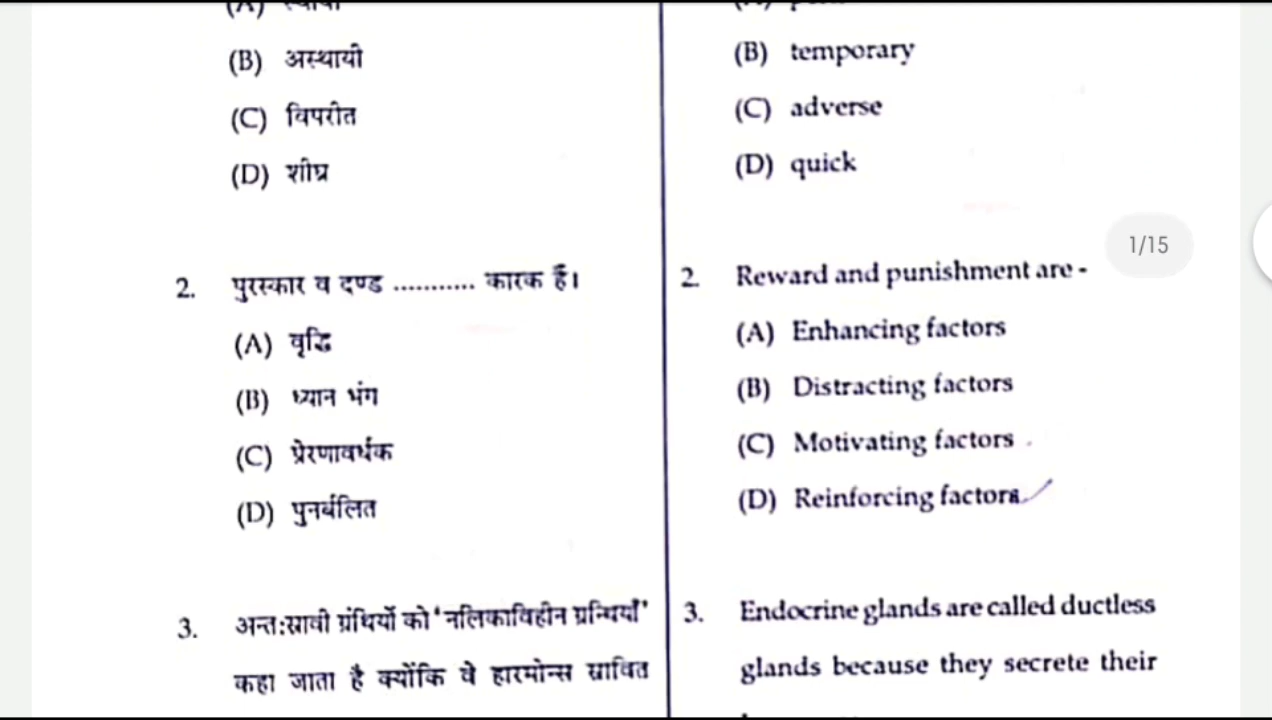 (B) अस्थायी
(C) विपरीत
(D) शीघ्र
2. पुरस्कार व दण्ड ........... कारक हैं।
(A) वृद्धि
(B) ध्यान भंग
(C) प्रेरणावर्धक
(D) पुनर्बलित
3. अन्त:स्रावी ग्रंथियों को 'नलिकाविहीन ग्रन्थियाँ'
कहा जाता है क्योंकि वे हारमोन्स स्रावित
(B) temporary
(C) adverse
(D) quick
1/15
2. Reward and punishment are -
(A) Enhancing factors
(B) Distracting factors
(C) Motivating factors
(D) Reinforcing factors
3. Endocrine glands are called ductless
glands because they secrete their